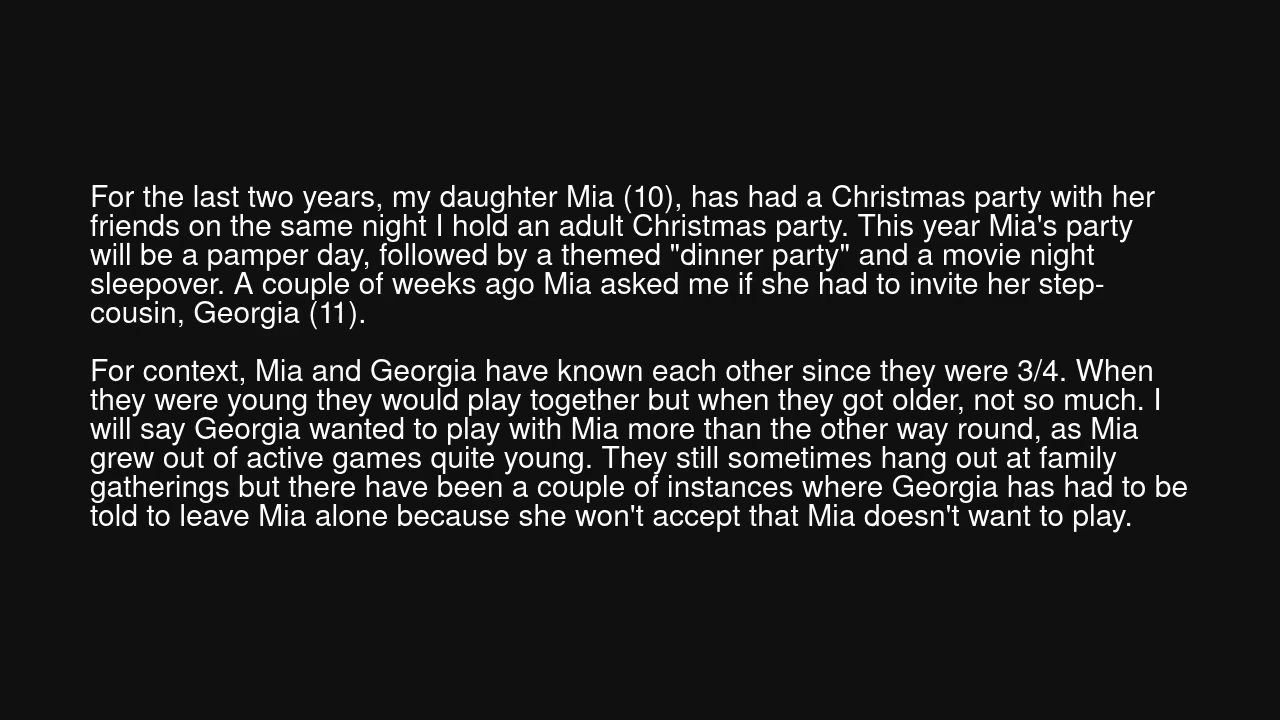 For the last two years, my daughter Mia (10), has had a Christmas party with her
friends on the same night I hold an adult Christmas party. This year Mia's party
will be a pamper day, followed by a themed "dinner party" and a movie night
sleepover. A couple of weeks ago Mia asked me if she had to invite her step-
cousin, Georgia (11).
For context, Mia and Georgia have known each other since they were 3/4. When
they were young they would play together but when they got older, not so much. I
will say Georgia wanted to play with Mia more than the other way round, as Mia
grew out of active games quite young. They still sometimes hang out at family
gatherings but there have been a couple of instances where Georgia has had to be
told to leave Mia alone because she won't accept that Mia doesn't want to play.